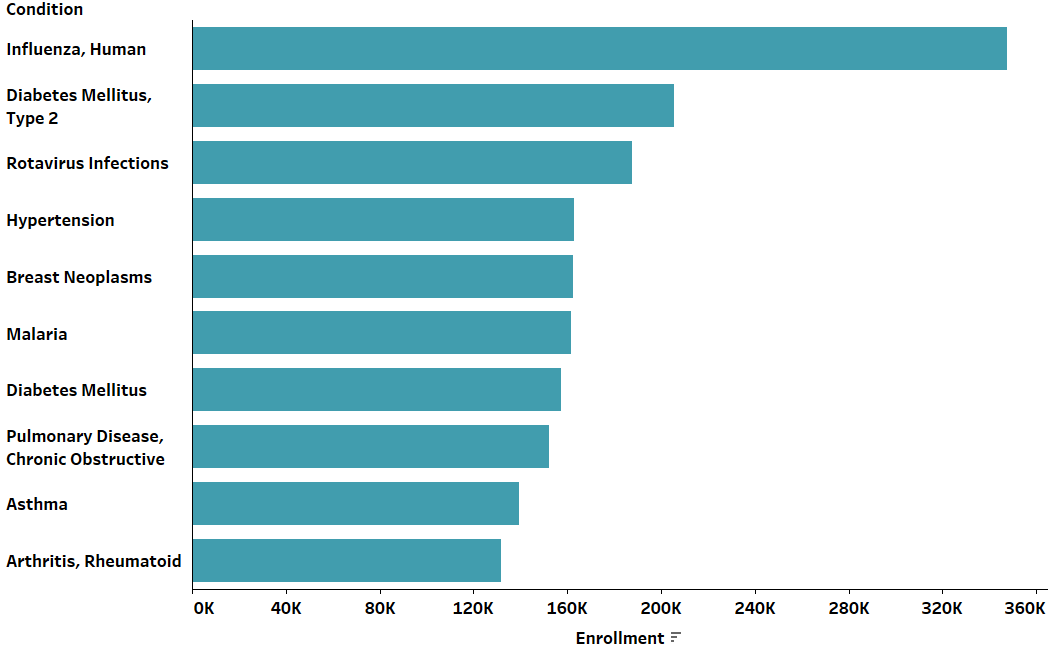 Condition
Influenza, Human
Diabetes Mellitus,
Type 2
Rotavirus Infections
Hypertension
Breast Neoplasms
Malaria
Diabetes Mellitus
Pulmonary Disease,
Chronic Obstructive
Asthma
Arthritis, Rheumatoid
0K 40K 80K 120K 160K 200K 240K 280K 320K 360K
Enrollment